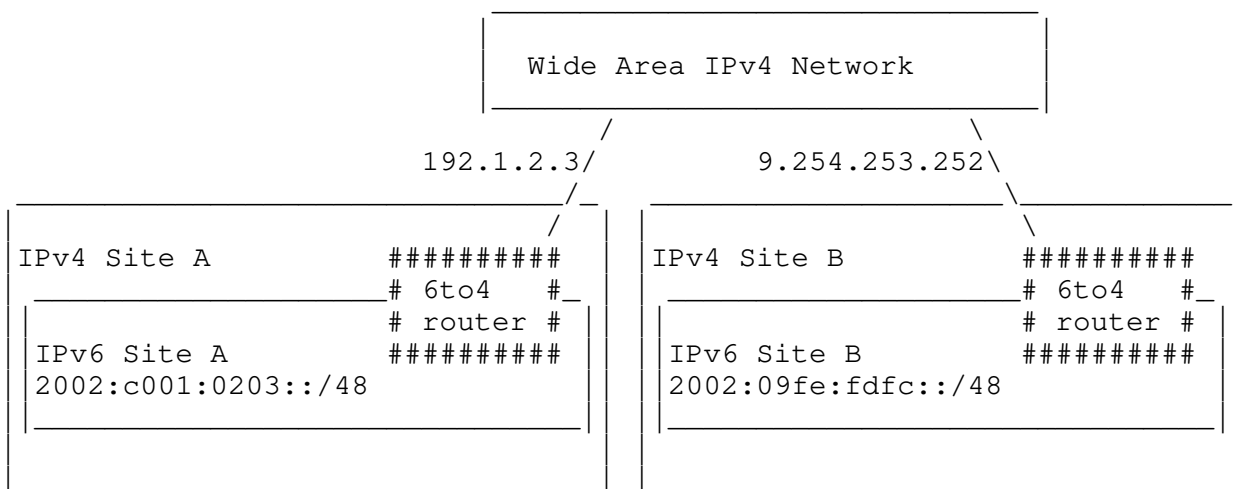 Wide Area IPv4 Network
192.1.2.3/ 9.254.253.252\
IPv4 Site A ########## IPv4 Site B ##########
# 6to4 # # 6to4 #
# router # # router #
IPv6 Site A ########## IPv6 Site B ##########
2002:c001:0203::/48 2002:09fe:fdfc::/48